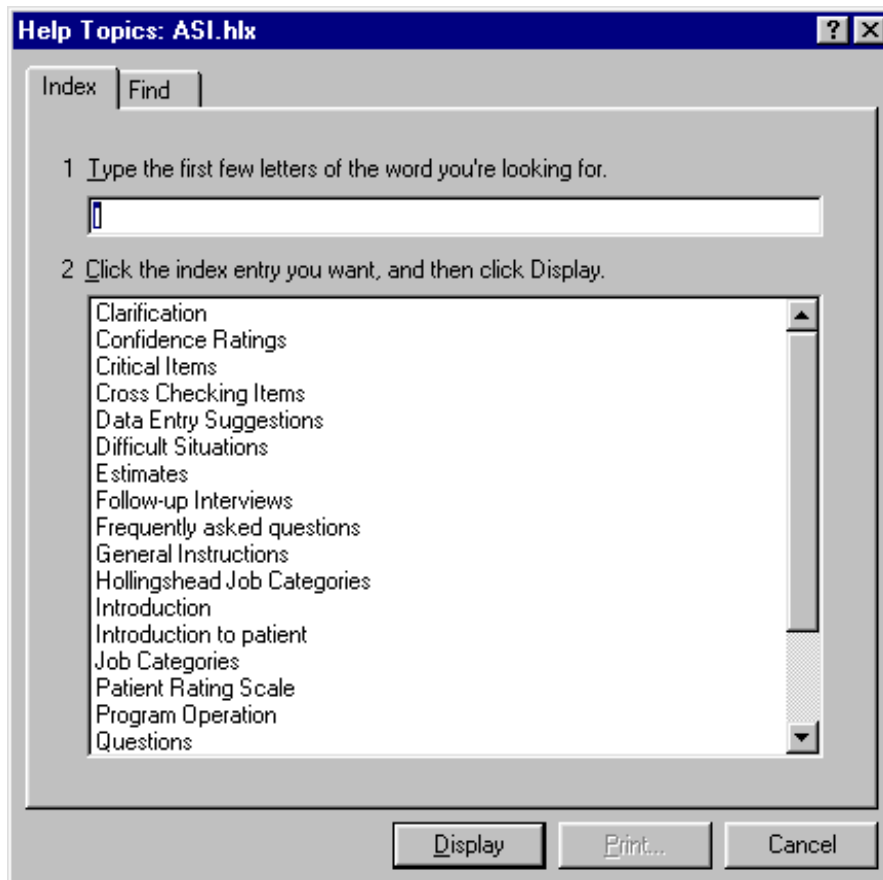 Help Topics: ASI.hlx
Index Find
1 Type the first few letters of the word you're looking for.
2 Click the index entry you want, and then click Display.
Clarification
Confidence Ratings
Critical Items
Cross Checking Items
Data Entry Suggestions
Difficult Situations
Estimates
Follow-up Interviews
Frequently asked questions
General Instructions
Hollingshead Job Categories
Introduction
Introduction to patient
Job Categories
Patient Rating Scale
Program Operation
Questions
Display Print... Cancel